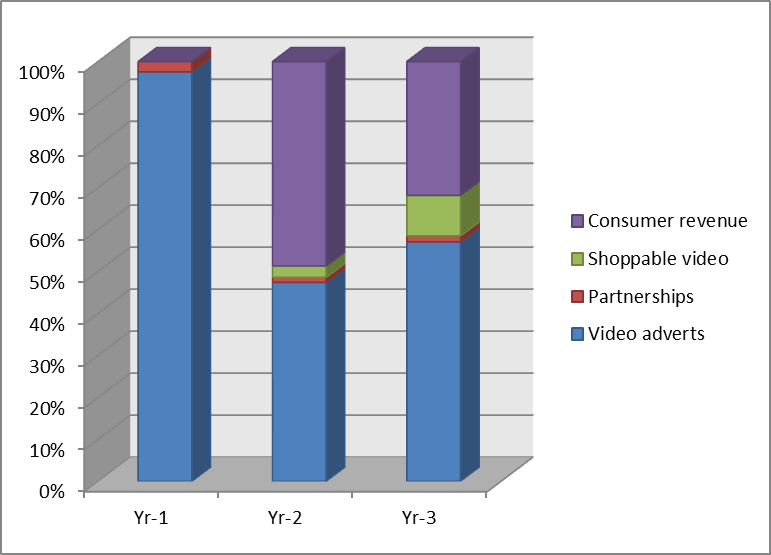 100%
90%
80%
70%
60%
50%
40%
30%
20%
10%
0%
Yr-1
Yr-2
Yr-3
Consumer revenue
Shoppable video
Partnerships
Video adverts